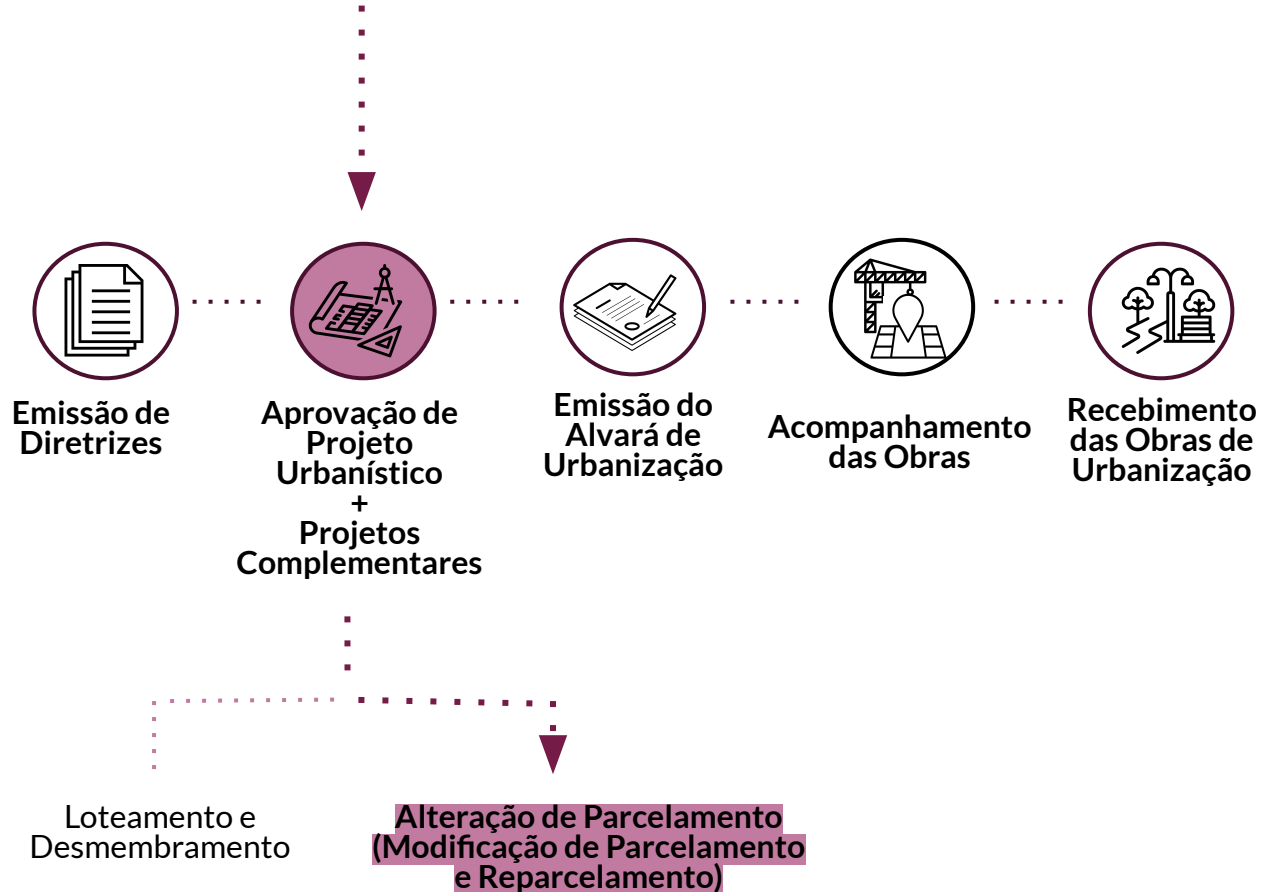 Emissão de
Diretrizes
Aprovação de
Projeto
Urbanístico
+
Projetos
Complementares
Emissão do
Alvará de
Urbanização
Acompanhamento
das Obras
Recebimento
das Obras de
Urbanização
Loteamento e
Desmembramento
Alteração de Parcelamento
(Modificação de Parcelamento
e Reparcelamento)